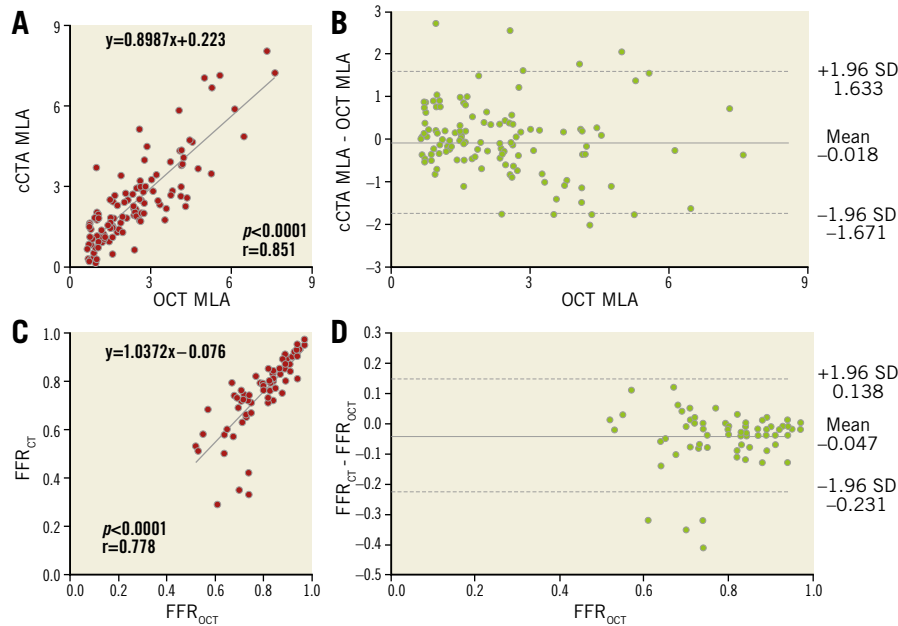 A
y=0.8987x+0.223
9
6
3
0
cCTA MLA
p<0.0001
r=0.851
0
3
6
9
OCT MLA
B
3
2
1
0
−1
−2
−3
cCTA MLA - OCT MLA
0
1
2
3
4
5
6
7
8
9
OCT MLA
+1.96 SD
1.633
Mean
−0.018
−1.96 SD
−1.671
C
y=1.0372x−0.076
1.0
0.8
0.6
0.4
0.2
0.0
FFRCT
p<0.0001
r=0.778
0.0
0.2
0.4
0.6
0.8
1.0
FFROCT
D
0.3
0.2
0.1
0.0
−0.1
−0.2
−0.3
−0.4
−0.5
FFRCT - FFROCT
0.0
0.2
0.4
0.6
0.8
1.0
FFROCT
+1.96 SD
0.138
Mean
−0.047
−1.96 SD
−0.231